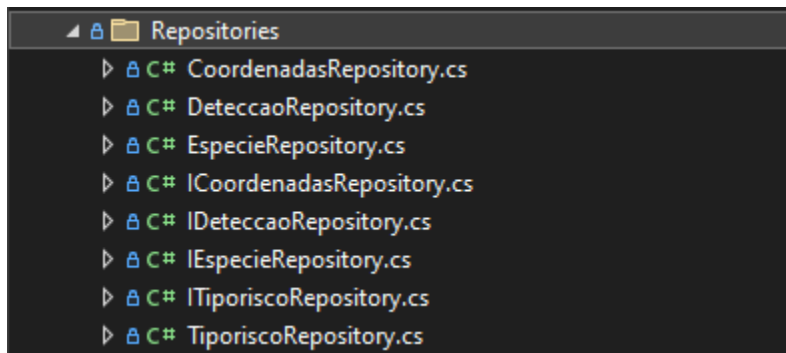 Repositories
C# CoordenadasRepository.cs
C# DeteccaoRepository.cs
C# EspecieRepository.cs
C# ICoordenadasRepository.cs
C# IDeteccaoRepository.cs
C# IEspecieRepository.cs
C# ITiporiscoRepository.cs
C# TiporiscoRepository.cs